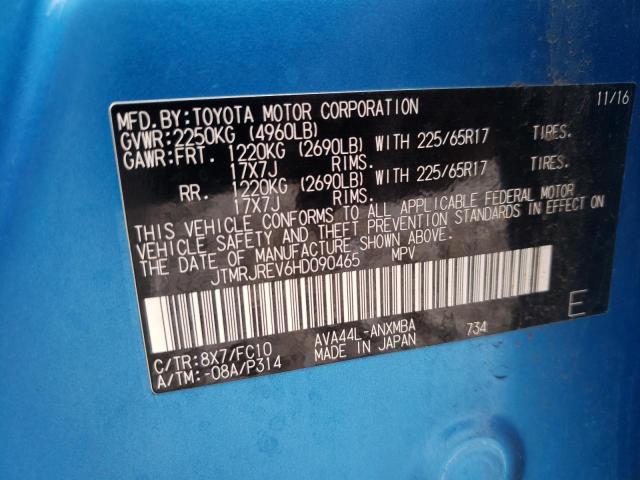 MFD.BY:TOYOTA MOTOR CORPORATION 11/16
GVWR:2250KG (4960LB)
GAWR:FRT. 1220KG (2690LB) WITH 225/65R17 TIRES.
17X7J RIMS.
RR. 1220KG (2690LB) WITH 225/65R17 TIRES.
17X7J RIMS.
THIS VEHICLE CONFORMS TO ALL APPLICABLE FEDERAL MOTOR
VEHICLE SAFETY AND THEFT PREVENTION STANDARDS IN EFFECT ON
THE DATE OF MANUFACTURE SHOWN ABOVE.
JTMRJREV6HD090465 MPV
E
C/TR:8X7/FC10 AVA44L-ANXMBA 734
A/TM:-08A/P314 MADE IN JAPAN